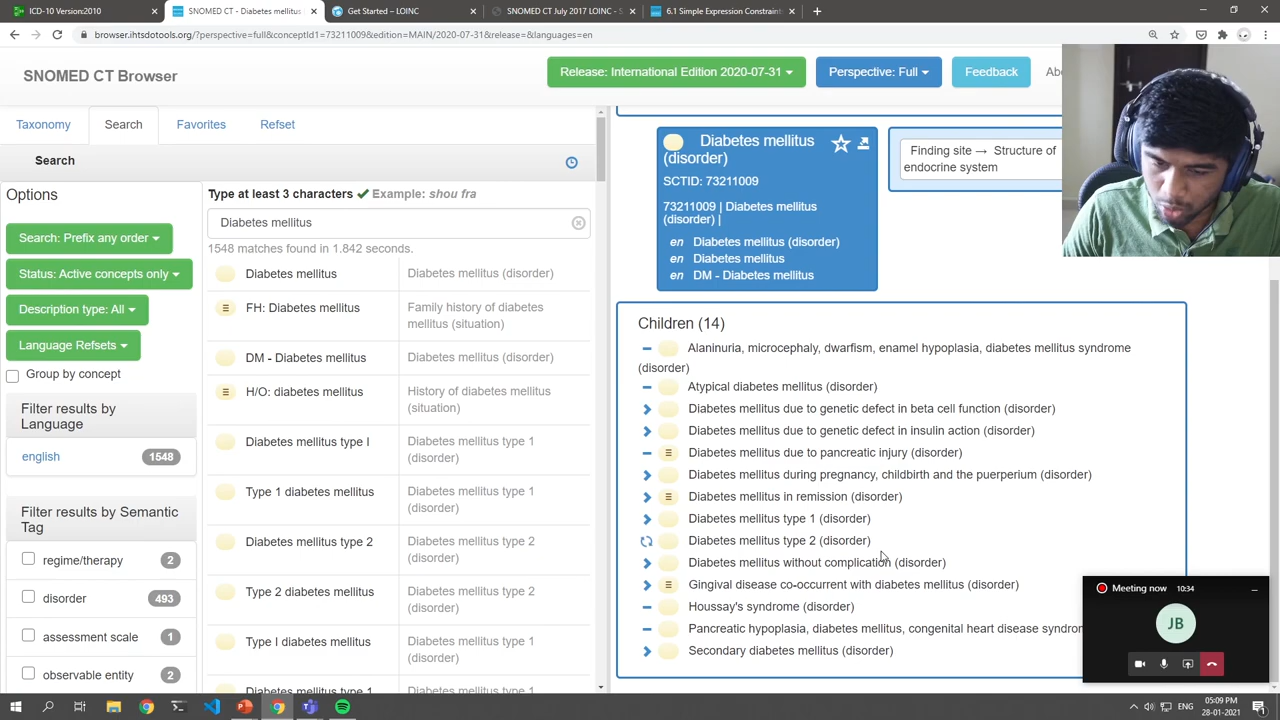 ICD-10 Version:2010
SNOMED CT - Diabetes mellitus
Get Started – LOINC
SNOMED CT July 2017 LOINC - S
6.1 Simple Expression Constraint
browser.ihtsdotools.org/?perspective=full&conceptId1=73211009&edition=MAIN/2020-07-31&release=&languages=en
SNOMED CT Browser
Release: International Edition 2020-07-31
Perspective: Full
Feedback
Abo
Taxonomy
Search
Favorites
Refset
Search
Options
Search: Prefix any order
Status: Active concepts only
Description type: All
Language Refsets
Group by concept
Filter results by
Language
english 1548
Filter results by Semantic
Tag
regime/therapy 2
disorder 493
assessment scale 1
observable entity 2
Type at least 3 characters ✔ Example: shou fra
Diabetes mellitus
1548 matches found in 1.842 seconds.
Diabetes mellitus Diabetes mellitus (disorder)
FH: Diabetes mellitus Family history of diabetes
mellitus (situation)
DM - Diabetes mellitus Diabetes mellitus (disorder)
H/O: diabetes mellitus History of diabetes mellitus
(situation)
Diabetes mellitus type I Diabetes mellitus type 1
(disorder)
Type 1 diabetes mellitus Diabetes mellitus type 1
(disorder)
Diabetes mellitus type 2 Diabetes mellitus type 2
(disorder)
Type 2 diabetes mellitus Diabetes mellitus type 2
(disorder)
Type I diabetes mellitus Diabetes mellitus type 1
(disorder)
Diabetes mellitus type 1 Diabetes mellitus type 1
Diabetes mellitus
(disorder)
SCTID: 73211009
73211009 | Diabetes mellitus
(disorder) |
en Diabetes mellitus (disorder)
en Diabetes mellitus
en DM - Diabetes mellitus
Finding site → Structure of
endocrine system
Children (14)
Alaninuria, microcephaly, dwarfism, enamel hypoplasia, diabetes mellitus syndrome
(disorder)
Atypical diabetes mellitus (disorder)
Diabetes mellitus due to genetic defect in beta cell function (disorder)
Diabetes mellitus due to genetic defect in insulin action (disorder)
Diabetes mellitus due to pancreatic injury (disorder)
Diabetes mellitus during pregnancy, childbirth and the puerperium (disorder)
Diabetes mellitus in remission (disorder)
Diabetes mellitus type 1 (disorder)
Diabetes mellitus type 2 (disorder)
Diabetes mellitus without complication (disorder)
Gingival disease co-occurrent with diabetes mellitus (disorder)
Houssay's syndrome (disorder)
Pancreatic hypoplasia, diabetes mellitus, congenital heart disease syndrom
Secondary diabetes mellitus (disorder)
Meeting now 10:34
JB
ENG
05:09 PM
28-01-2021
1